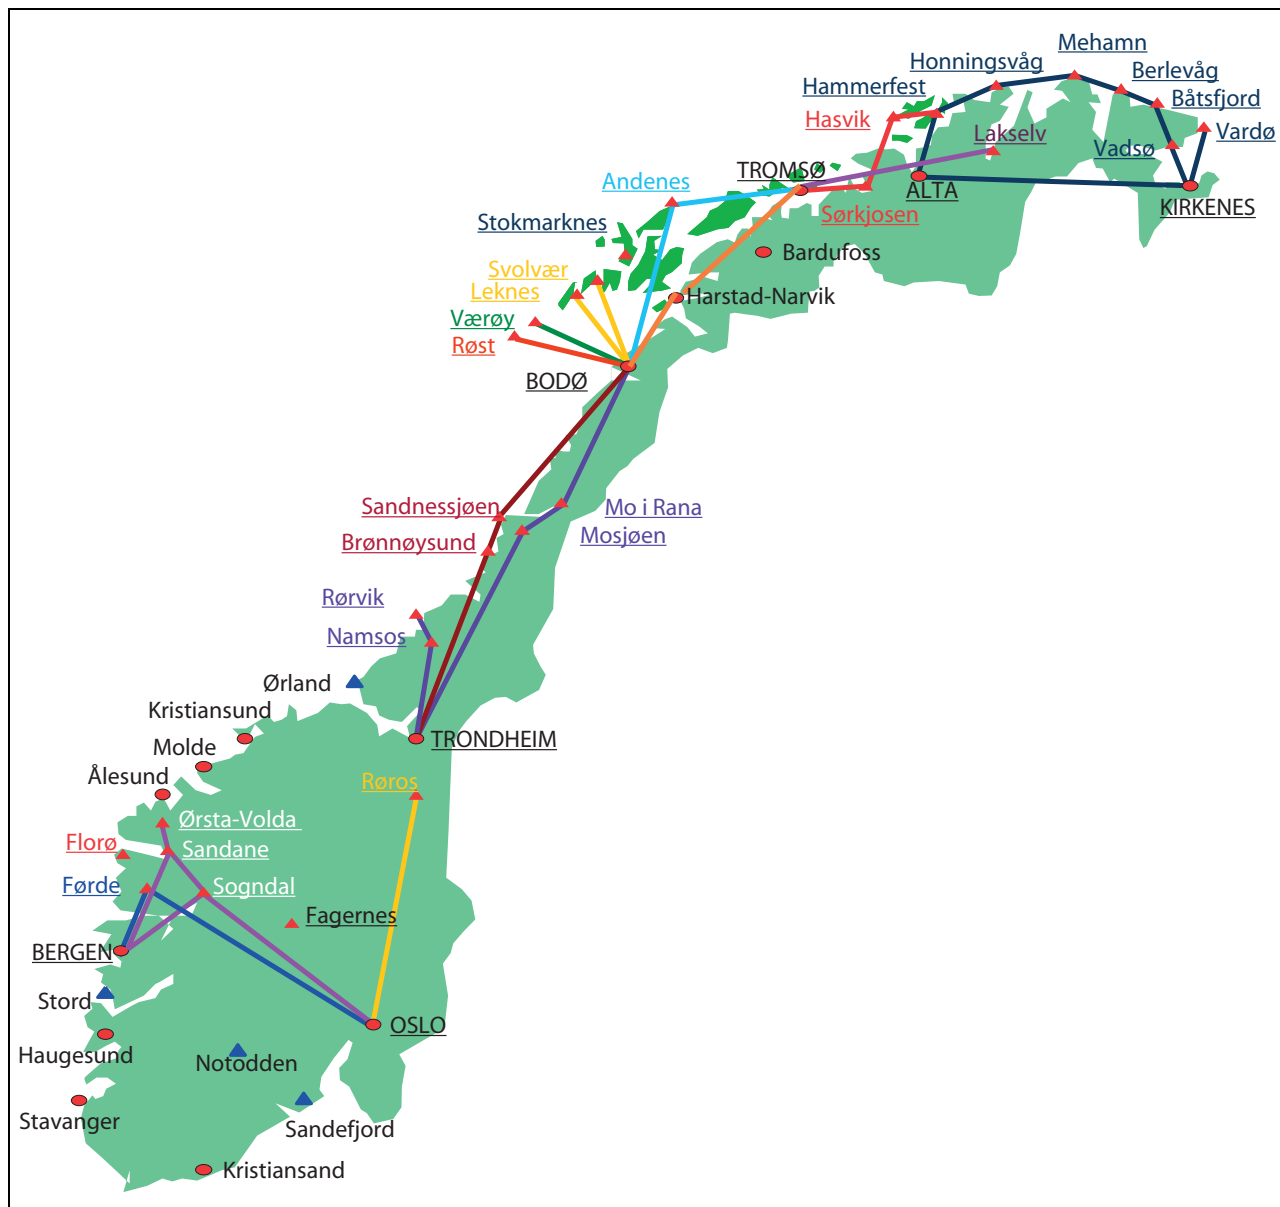 Mehamn
Honningsvåg
Berlevåg
Hammerfest
Båtsfjord
Hasvik
Vardø
Lakselv
Vadsø
TROMSØ
Andenes
ALTA
KIRKENES
Sørkjosen
Stokmarknes
Bardufoss
Svolvær
Leknes
Harstad-Narvik
Værøy
Røst
BODØ
Sandnessjøen
Mo i Rana
Mosjøen
Brønnøysund
Rørvik
Namsos
Ørland
Kristiansund
TRONDHEIM
Molde
Ålesund
Røros
Ørsta-Volda
Florø
Sandane
Førde
Sogndal
Fagernes
BERGEN
Stord
OSLO
Haugesund
Notodden
Stavanger
Sandefjord
Kristiansand